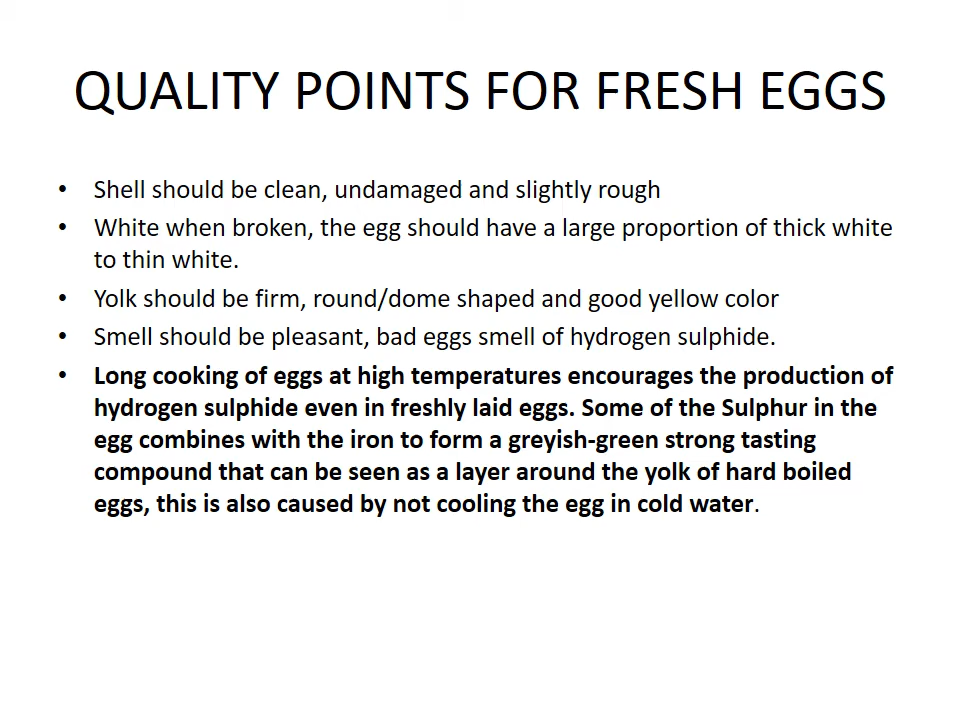 QUALITY POINTS FOR FRESH EGGS
• Shell should be clean, undamaged and slightly rough
• White when broken, the egg should have a large proportion of thick white
to thin white.
• Yolk should be firm, round/dome shaped and good yellow color
• Smell should be pleasant, bad eggs smell of hydrogen sulphide.
• Long cooking of eggs at high temperatures encourages the production of
hydrogen sulphide even in freshly laid eggs. Some of the Sulphur in the
egg combines with the iron to form a greyish-green strong tasting
compound that can be seen as a layer around the yolk of hard boiled
eggs, this is also caused by not cooling the egg in cold water.